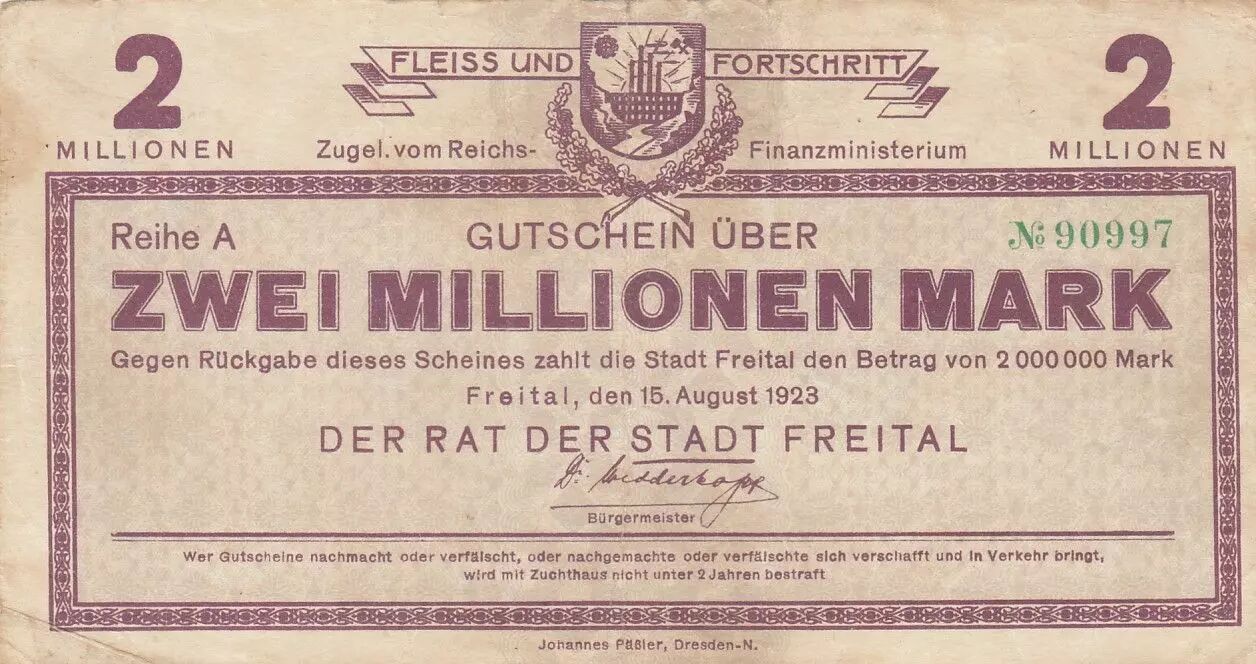 FLEISS UND FORTSCHRITT
2 2
MILLIONEN Zugel. vom Reichs- Finanzministerium MILLIONEN
Reihe A GUTSCHEIN ÜBER № 90997
ZWEI MILLIONEN MARK
Gegen Rückgabe dieses Scheines zahlt die Stadt Freital den Betrag von 2 000 000 Mark
Freital, den 15. August 1923
DER RAT DER STADT FREITAL
Dr. Wedderkopf
Bürgermeister
Wer Gutscheine nachmacht oder verfälscht, oder nachgemachte oder verfälschte sich verschafft und in Verkehr bringt,
wird mit Zuchthaus nicht unter 2 Jahren bestraft
Johannes Päßler, Dresden-N.